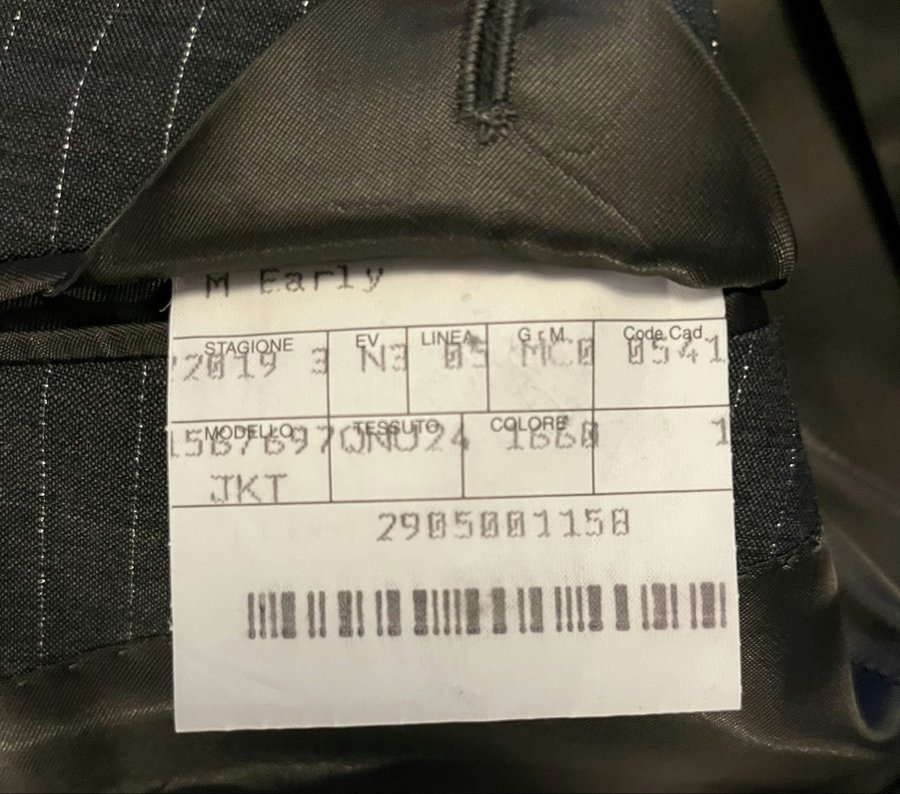 M Early
STAGIONE EV LINEA G r M. Code.Cad.
2019 3 N3 05 MC0 0541
MODELLO TESSUTO COLORE
QNU24 1660 1
JKT
2905001158